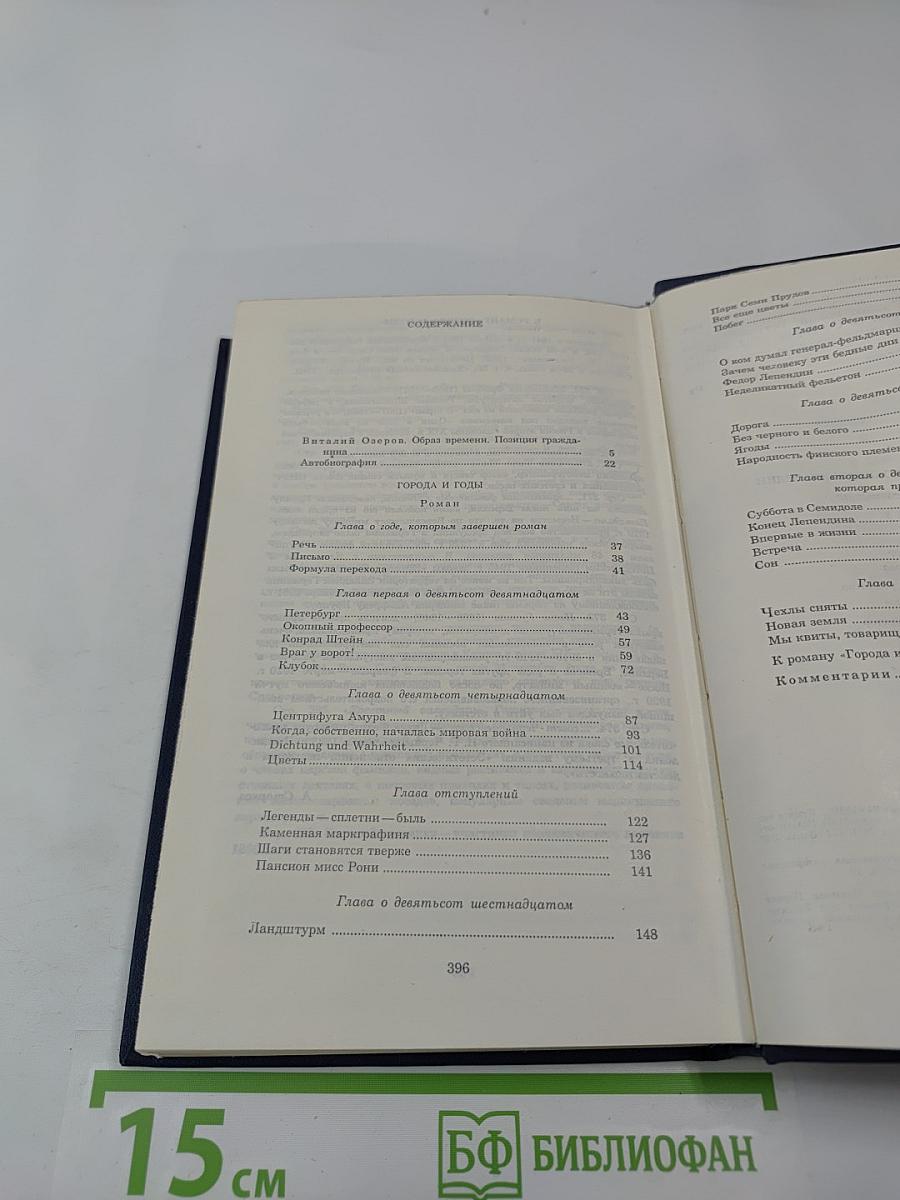 СОДЕРЖАНИЕ
Виталий Озеров. Образ времени. Позиция гражда-
нина ........ 5
Автобиография ........ 22
ГОРОДА И ГОДЫ
Роман
Глава о годе, которым завершен роман
Речь ........ 37
Письмо ........ 38
Формула перехода ........ 41
Глава первая о девятьсот девятнадцатом
Петербург ........ 43
Окопный профессор ........ 49
Конрад Штейн ........ 57
Враг у ворот! ........ 59
Клубок ........ 72
Глава о девятьсот четырнадцатом
Центрифуга Амура ........ 87
Когда, собственно, началась мировая война ........ 93
Dichtung und Wahrheit ........ 101
Цветы ........ 114
Глава отступлений
Легенды — сплетни — быль ........ 122
Каменная маркграфиня ........ 127
Шаги становятся тверже ........ 136
Пансион мисс Рони ........ 141
Глава о девятьсот шестнадцатом
Ландштурм ........ 148
396
Парк Семи Прудов ........
Все еще цветы ........
Побег ........
Глава о девятьсот
О ком думал генерал-фельдмарш
Зачем человеку эти бедные дни
Федор Лепендин ........
Неделикатный фельетон ........
Глава о девятьсо
Дорога ........
Без черного и белого ........
Ягоды ........
Народность финского племен
Глава вторая о де
которая пр
Суббота в Семидоле ........
Конец Лепендина ........
Впервые в жизни ........
Встреча ........
Сон ........
Глава
Чехлы сняты ........
Новая земля ........
Мы квиты, товарищ
К роману «Города и
Комментарии ........
15 см
БФ БИБЛИОФАН